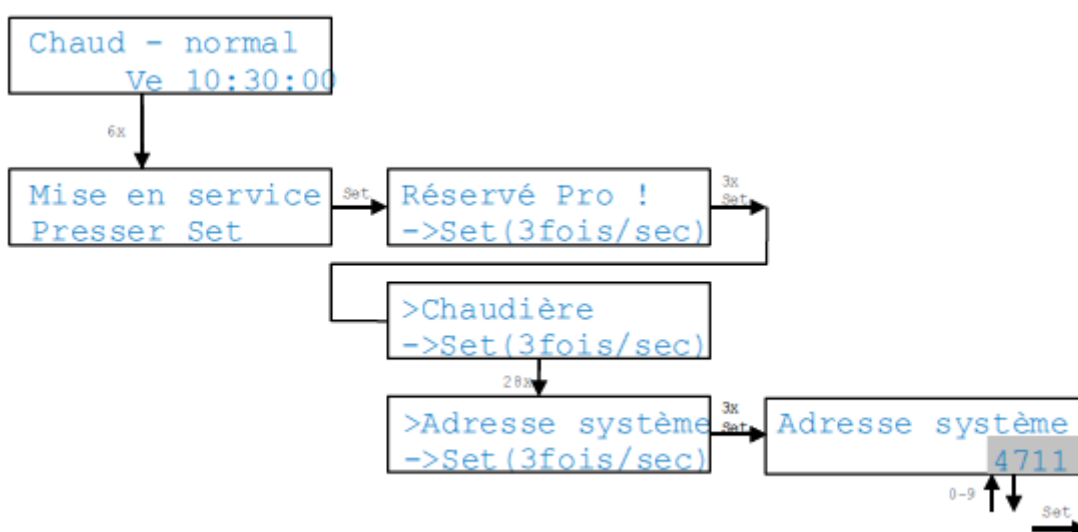 Chaud - normal
Ve 10:30:00
6x
Mise en service
Presser Set
Set
Réservé Pro !
->Set(3fois/sec)
3x
Set
>Chaudière
->Set(3fois/sec)
28x
>Adresse système
->Set(3fois/sec)
3x
Set
Adresse système
4711
0-9
Set